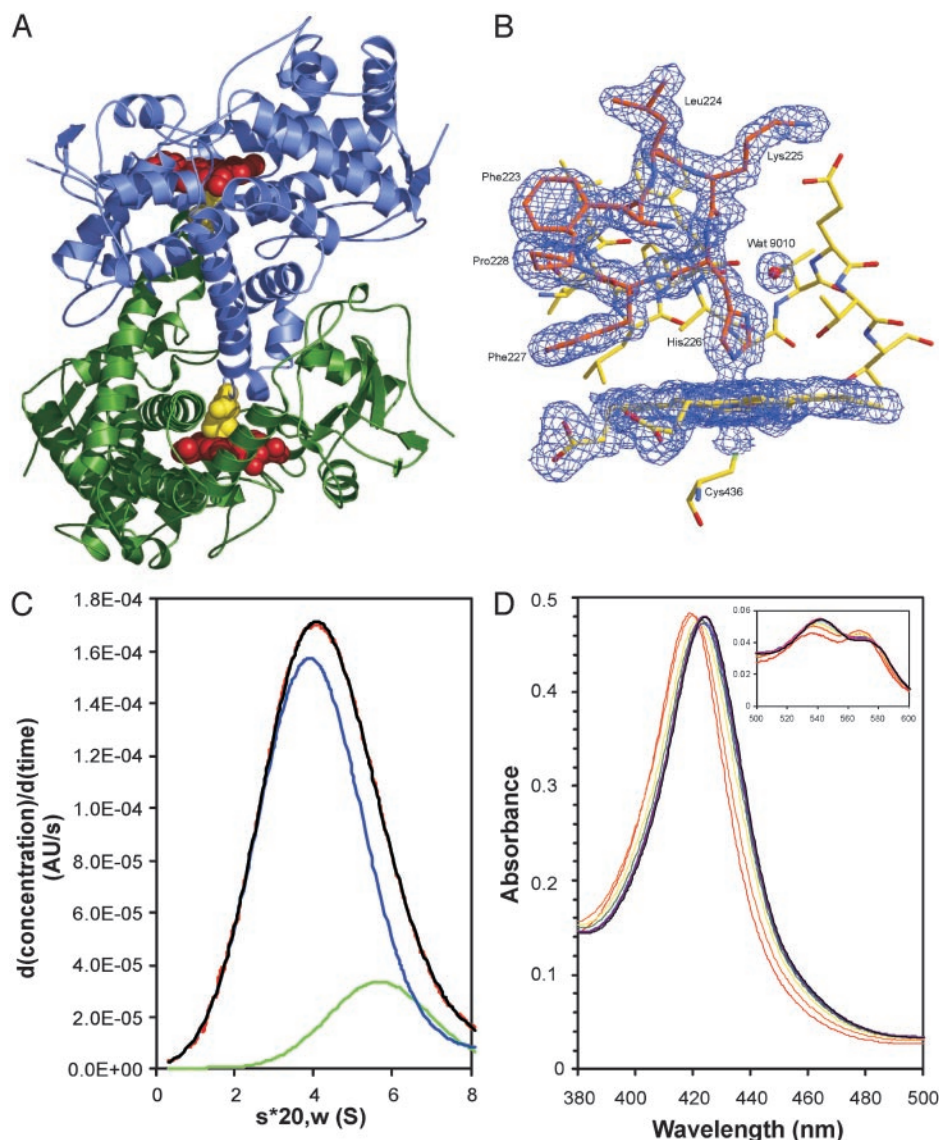 A
B
Leu224
Lys225
Phe223
Wat 9010
Pro228
His226
Phe227
Cys436
C
1.8E-04
1.6E-04
1.4E-04
1.2E-04
1.0E-04
8.0E-05
6.0E-05
4.0E-05
2.0E-05
0.0E+00
d(concentration)/d(time)
(AU/s)
0 2 4 6 8
s*20,w (S)
D
0.5
0.4
0.3
0.2
0.1
0
Absorbance
0.06
0.04
0.02
0
500 520 540 560 580 600
380 400 420 440 460 480 500
Wavelength (nm)